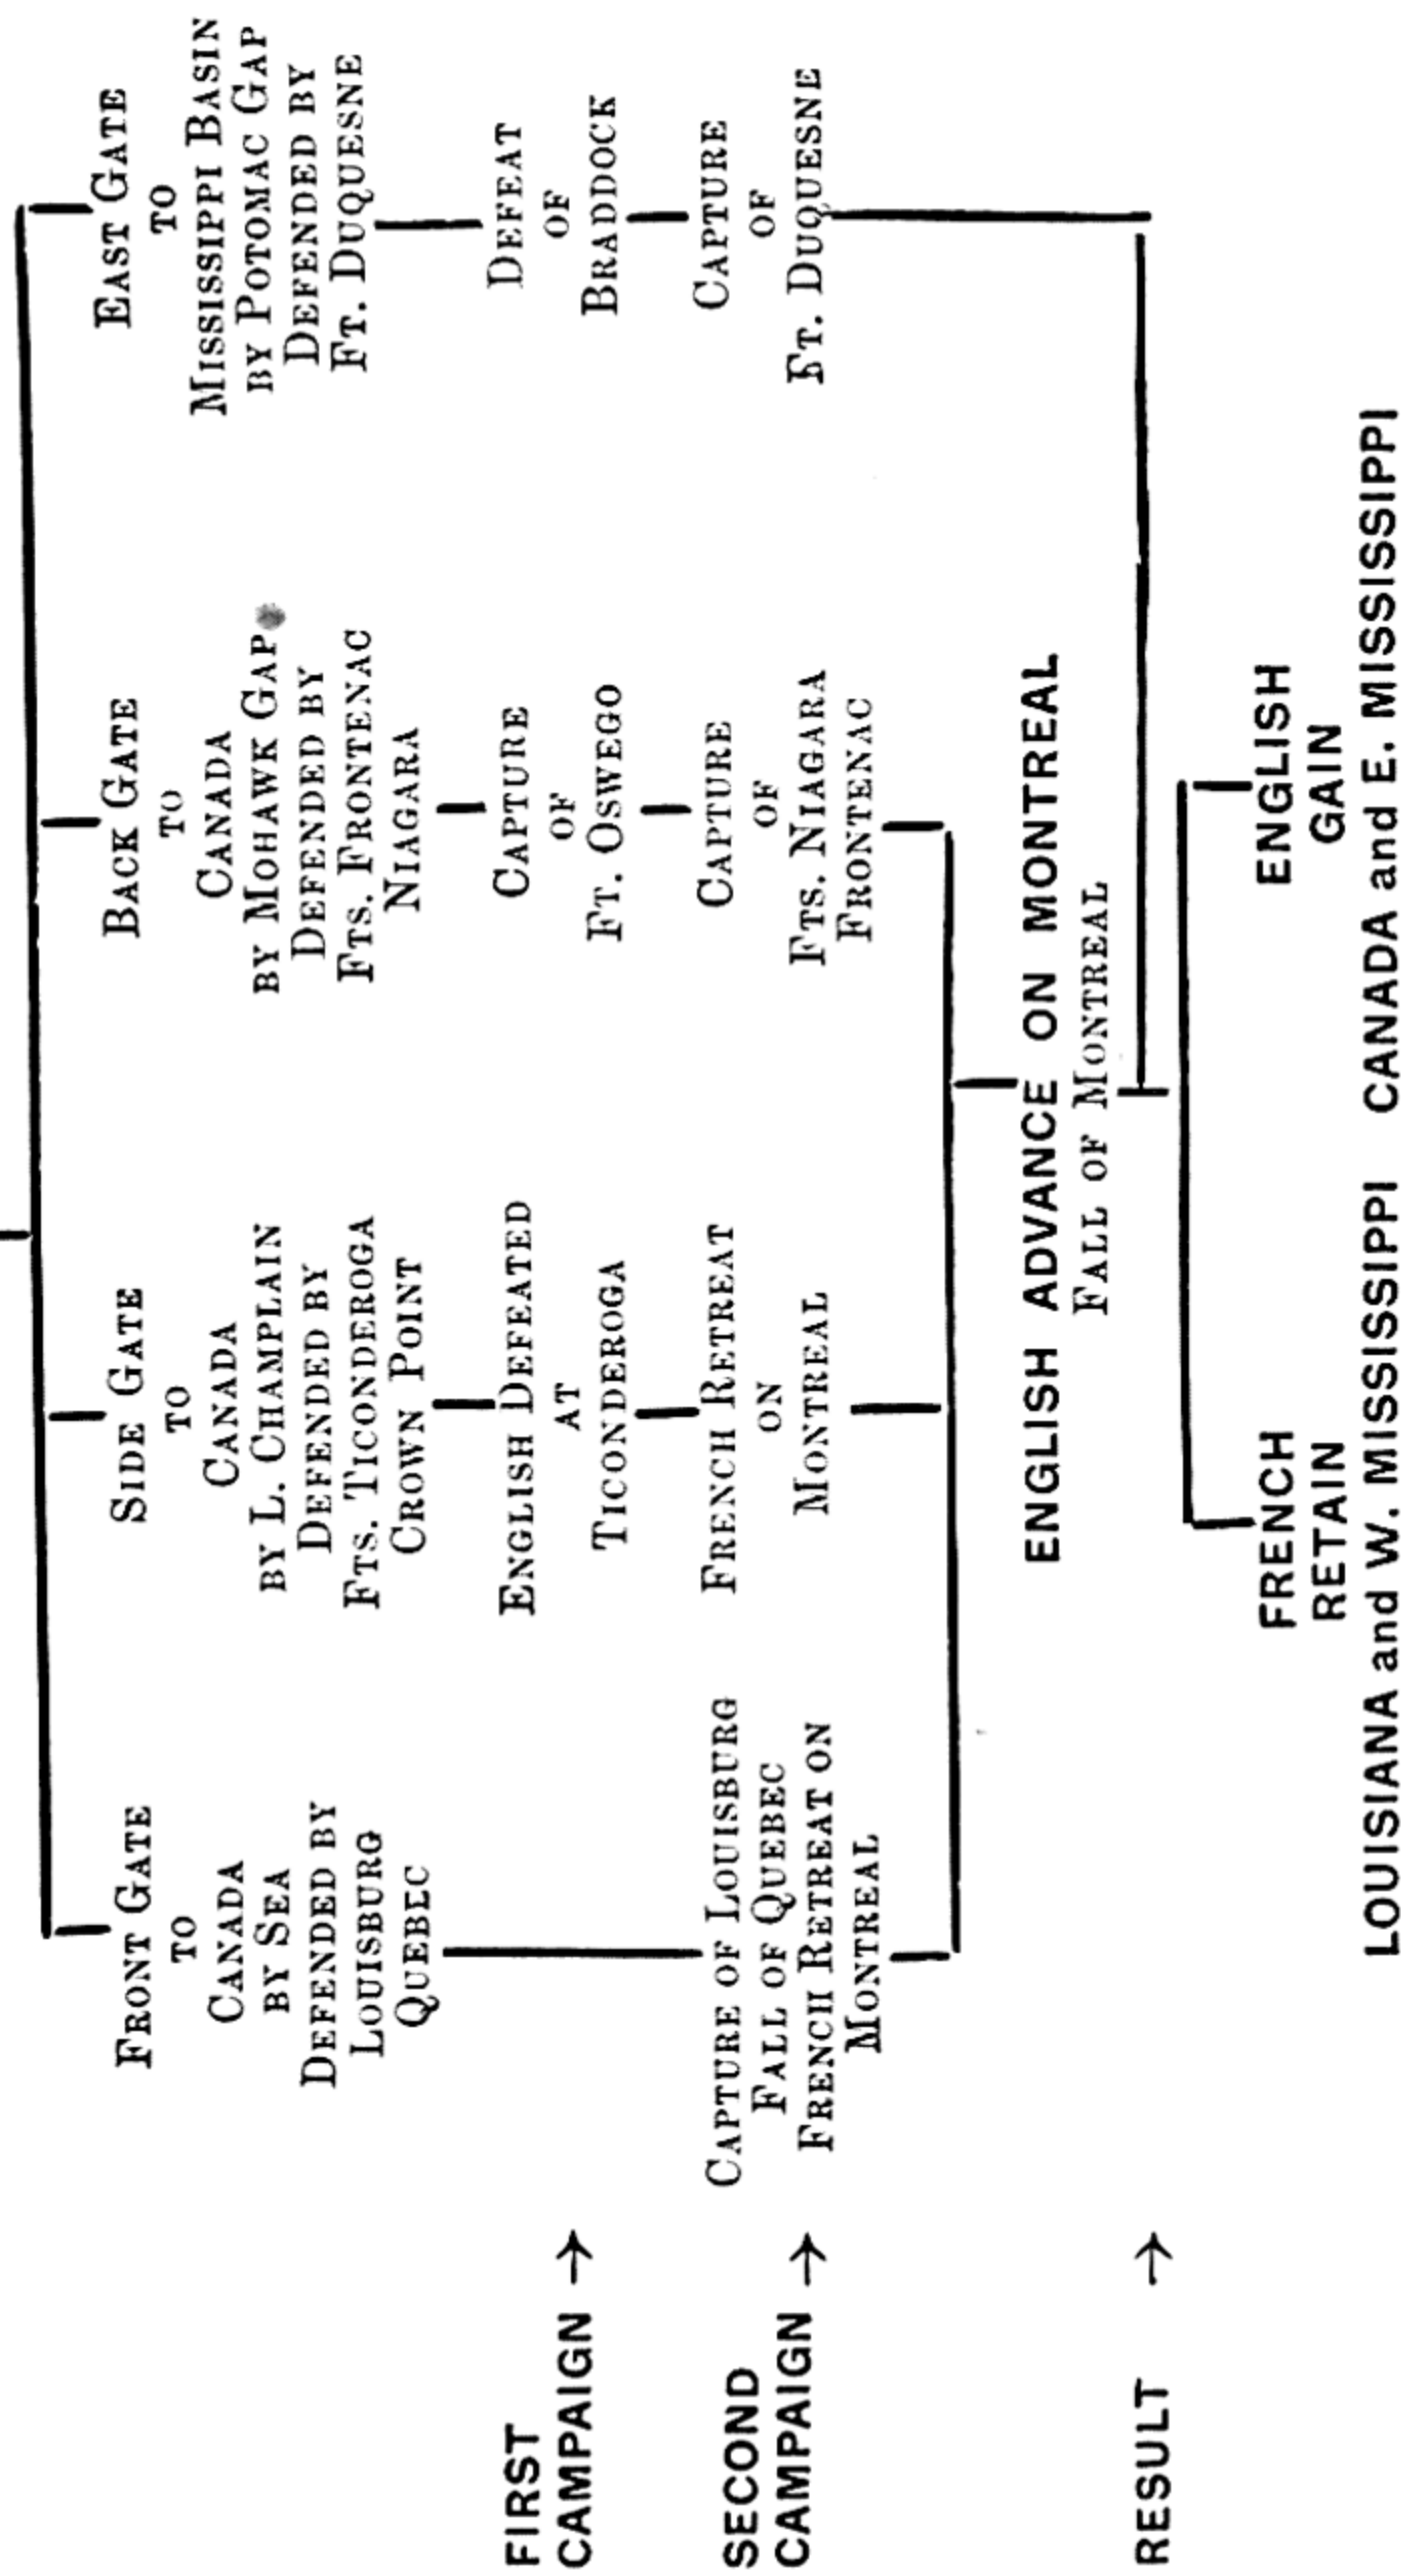 FRONT GATE
TO
CANADA
BY SEA
DEFENDED BY
LOUISBURG
QUEBEC
SIDE GATE
TO
CANADA
BY L. CHAMPLAIN
DEFENDED BY
FTS. TICONDEROGA
CROWN POINT
BACK GATE
TO
CANADA
BY MOHAWK GAP
DEFENDED BY
FTS. FRONTENAC
NIAGARA
EAST GATE
TO
MISSISSIPPI BASIN
BY POTOMAC GAP
DEFENDED BY
FT. DUQUESNE
FIRST
CAMPAIGN →
ENGLISH DEFEATED
AT
TICONDEROGA
CAPTURE
OF
FT. OSWEGO
DEFEAT
OF
BRADDOCK
SECOND
CAMPAIGN →
CAPTURE OF LOUISBURG
FALL OF QUEBEC
FRENCH RETREAT ON
MONTREAL
FRENCH RETREAT
ON
MONTREAL
CAPTURE
OF
FTS. NIAGARA
FRONTENAC
CAPTURE
OF
FT. DUQUESNE
ENGLISH ADVANCE ON MONTREAL
FALL OF MONTREAL
RESULT →
FRENCH
RETAIN
LOUISIANA and W. MISSISSIPPI
ENGLISH
GAIN
CANADA and E. MISSISSIPPI